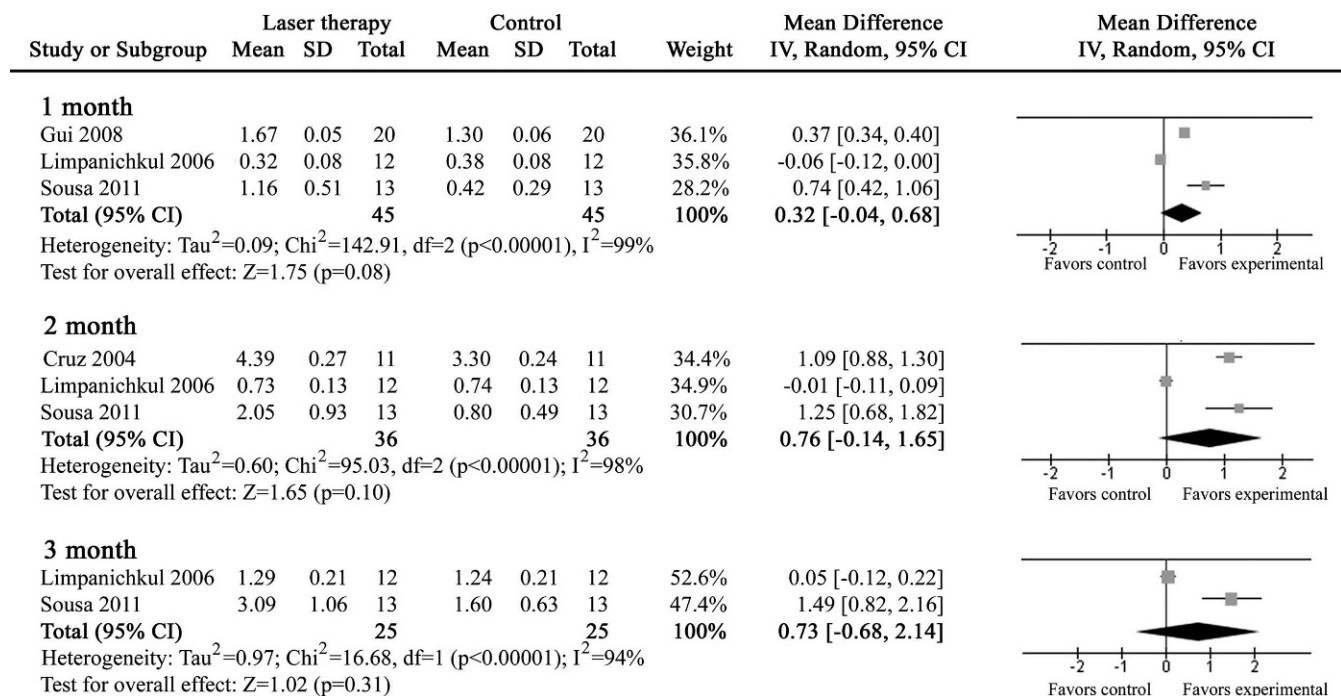 Laser therapy Control Mean Difference Mean Difference
Study or Subgroup Mean SD Total Mean SD Total Weight IV, Random, 95% CI IV, Random, 95% CI
1 month
Gui 2008 1.67 0.05 20 1.30 0.06 20 36.1% 0.37 [0.34, 0.40]
Limpanichkul 2006 0.32 0.08 12 0.38 0.08 12 35.8% -0.06 [-0.12, 0.00]
Sousa 2011 1.16 0.51 13 0.42 0.29 13 28.2% 0.74 [0.42, 1.06]
Total (95% CI) 45 45 100% 0.32 [-0.04, 0.68]
Heterogeneity: Tau²=0.09; Chi²=142.91, df=2 (p<0.00001), I²=99%
Test for overall effect: Z=1.75 (p=0.08)
-2 -1 0 1 2
Favors control Favors experimental
2 month
Cruz 2004 4.39 0.27 11 3.30 0.24 11 34.4% 1.09 [0.88, 1.30]
Limpanichkul 2006 0.73 0.13 12 0.74 0.13 12 34.9% -0.01 [-0.11, 0.09]
Sousa 2011 2.05 0.93 13 0.80 0.49 13 30.7% 1.25 [0.68, 1.82]
Total (95% CI) 36 36 100% 0.76 [-0.14, 1.65]
Heterogeneity: Tau²=0.60; Chi²=95.03, df=2 (p<0.00001); I²=98%
Test for overall effect: Z=1.65 (p=0.10)
-2 -1 0 1 2
Favors control Favors experimental
3 month
Limpanichkul 2006 1.29 0.21 12 1.24 0.21 12 52.6% 0.05 [-0.12, 0.22]
Sousa 2011 3.09 1.06 13 1.60 0.63 13 47.4% 1.49 [0.82, 2.16]
Total (95% CI) 25 25 100% 0.73 [-0.68, 2.14]
Heterogeneity: Tau²=0.97; Chi²=16.68, df=1 (p<0.00001); I²=94%
Test for overall effect: Z=1.02 (p=0.31)
-2 -1 0 1 2
Favors control Favors experimental